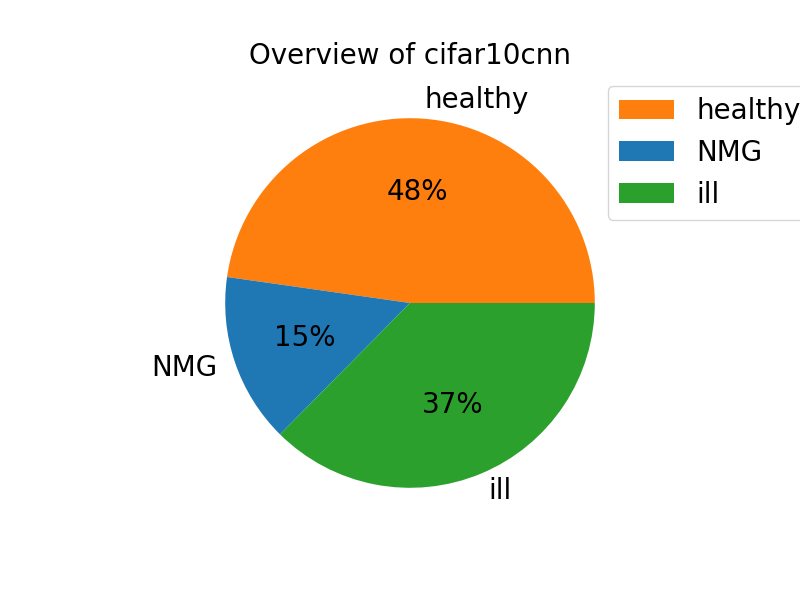 Overview of cifar10cnn
healthy
48%
NMG
15%
37%
ill
healthy
NMG
ill